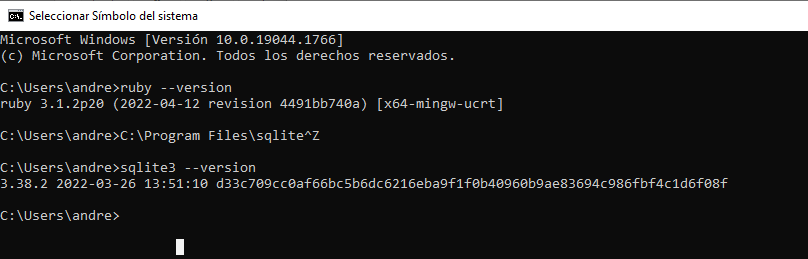 Seleccionar Símbolo del sistema
Microsoft Windows [Versión 10.0.19044.1766]
(c) Microsoft Corporation. Todos los derechos reservados.
C:\Users\andre>ruby --version
ruby 3.1.2p20 (2022-04-12 revision 4491bb740a) [x64-mingw-ucrt]
C:\Users\andre>C:\Program Files\sqlite^Z
C:\Users\andre>sqlite3 --version
3.38.2 2022-03-26 13:51:10 d33c709cc0af66bc5b6dc6216eba9f1f0b40960b9ae83694c986fbf4c1d6f08f
C:\Users\andre>